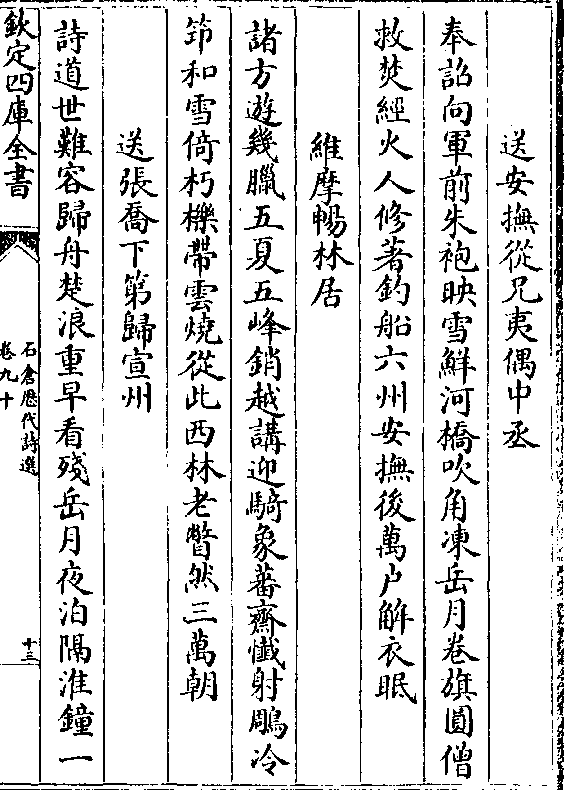 送安撫從兄夷偶中丞
奉詔向軍前朱袍映雪鮮河橋吹角凍岳月卷旗圓僧
救焚經火人修著釣船六州安撫後萬户解衣眠
維摩暢林居
諸方遊幾臘五夏五峰銷越講迎騎象蕃齋懺射鵰冷
笻和雪倚朽櫟帶雲燒從此西林老瞥然三萬朝
送張喬下第歸宣州
詩道世難容歸舟楚浪重早看殘岳月夜泊隔淮鐘一
欽定四庫全書
石倉歷代詩選
卷九十
十三